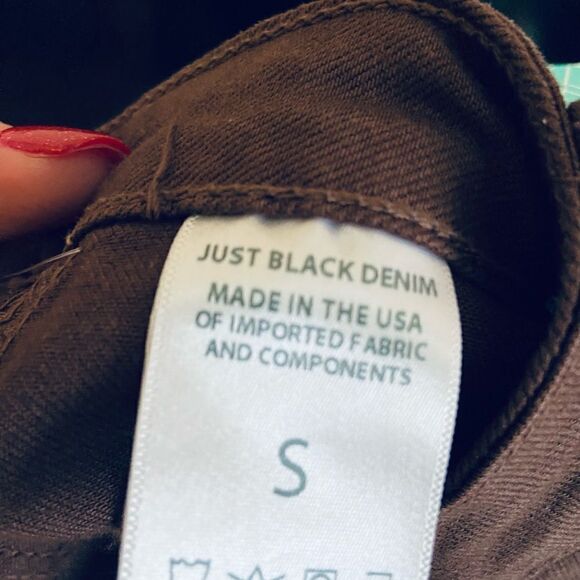 JUST BLACK DENIM
MADE IN THE USA
OF IMPORTED FABRIC
AND COMPONENTS
S